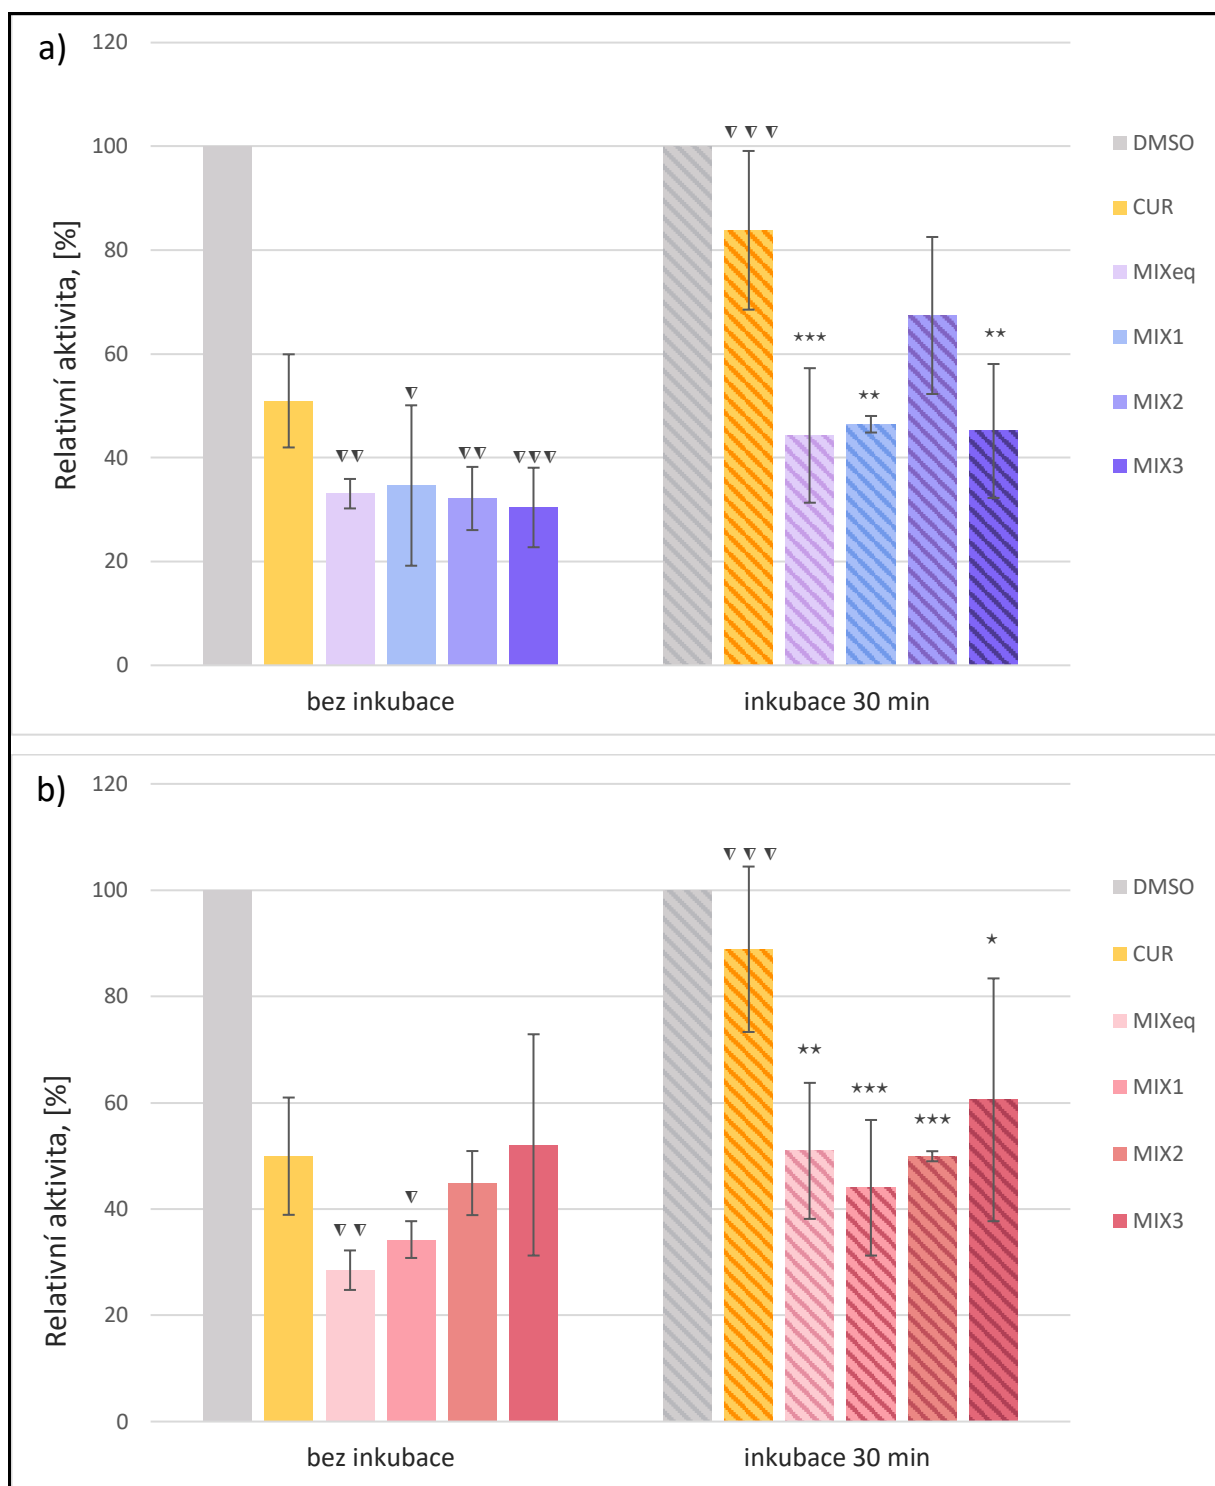 a)
120
100
80
60
40
20
0
Relativní aktivita, [%]
▼ ▼ ▼
▼▼
▼
▼▼
▼▼▼
***
**
**
bez inkubace
inkubace 30 min
DMSO
CUR
MIXeq
MIX1
MIX2
MIX3
b)
120
100
80
60
40
20
0
Relativní aktivita, [%]
▼ ▼
▼
▼ ▼ ▼
**
***
***
*
bez inkubace
inkubace 30 min
DMSO
CUR
MIXeq
MIX1
MIX2
MIX3